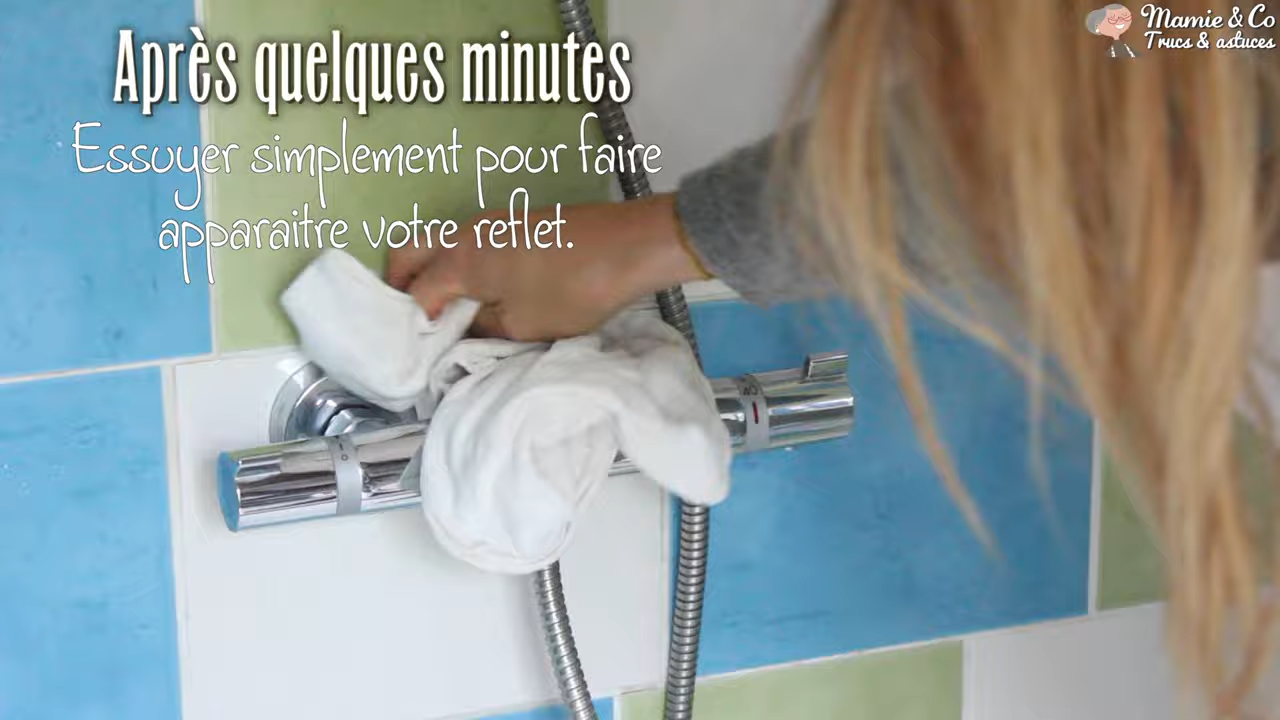 Après quelques minutes
Essuyer simplement pour faire
apparaitre votre reflet.
Mamie & Co
Trucs & astuces